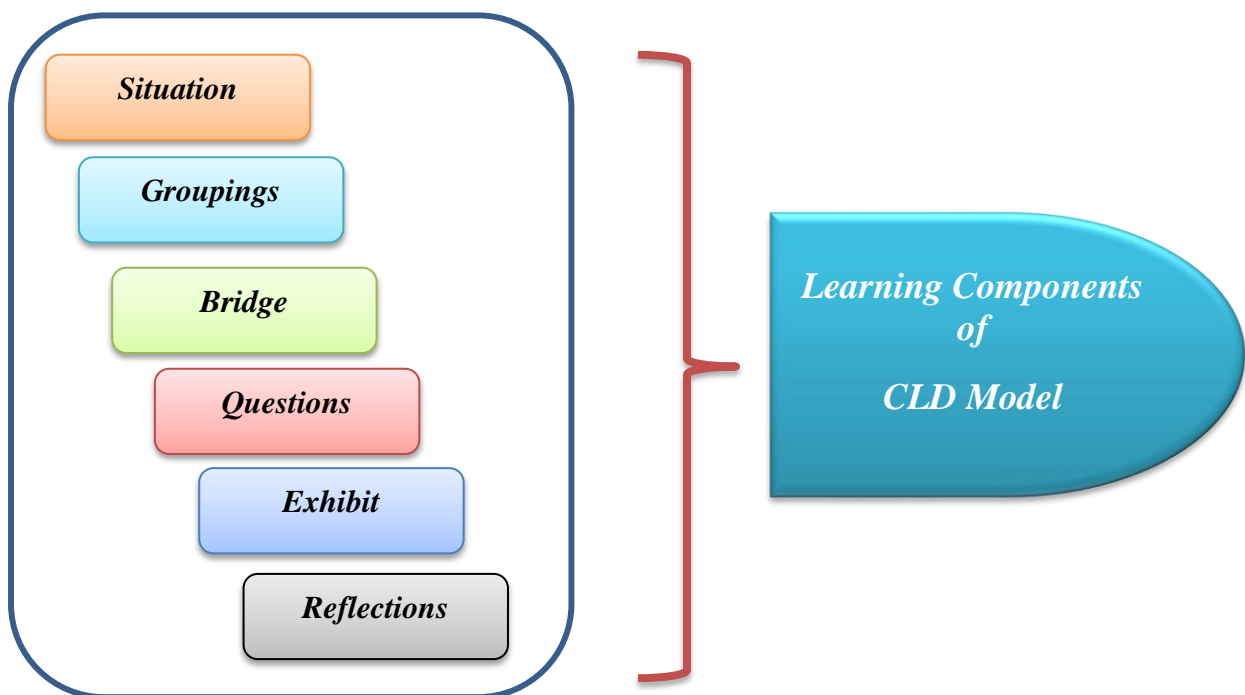 Situation
Groupings
Bridge
Questions
Exhibit
Reflections
Learning Components
of
CLD Model